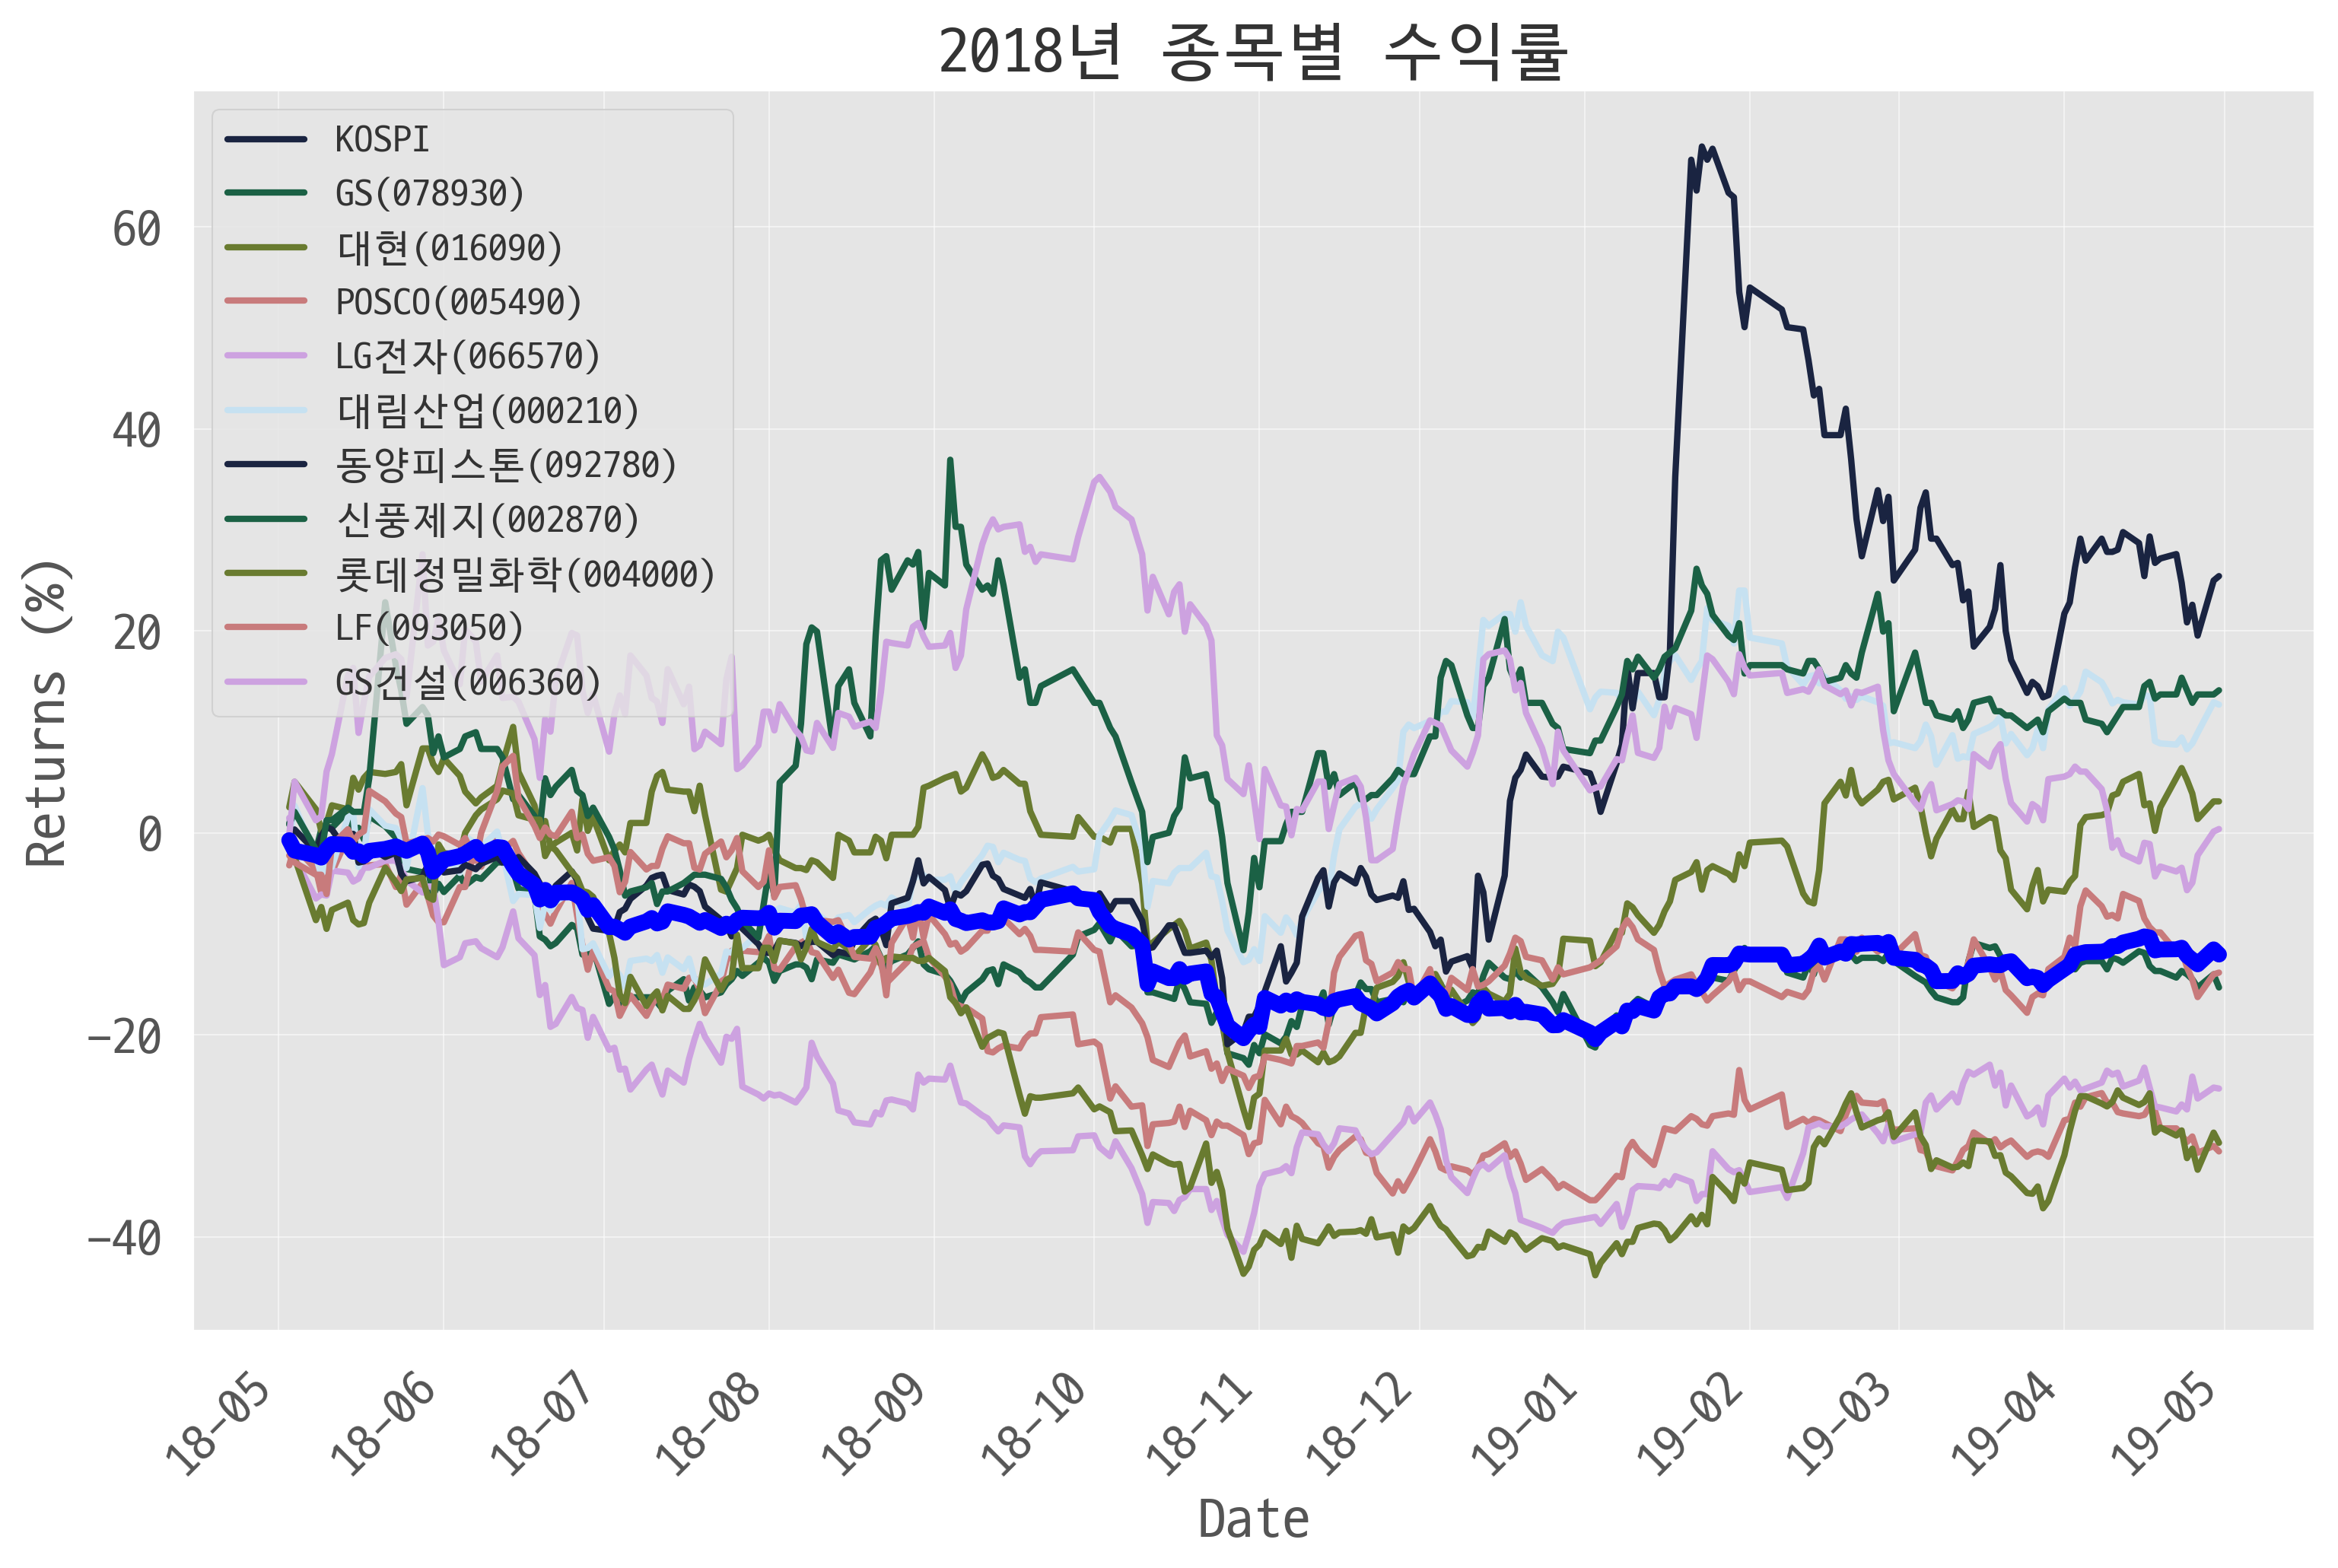 2018년 종목별 수익률
KOSPI
GS(078930)
대현(016090)
POSCO(005490)
LG전자(066570)
대림산업(000210)
동양피스톤(092780)
신풍제지(002870)
롯데정밀화학(004000)
LF(093050)
GS건설(006360)
Returns (%)
60
40
20
0
−20
−40
18-05
18-06
18-07
18-08
18-09
18-10
18-11
18-12
19-01
19-02
19-03
19-04
19-05
Date